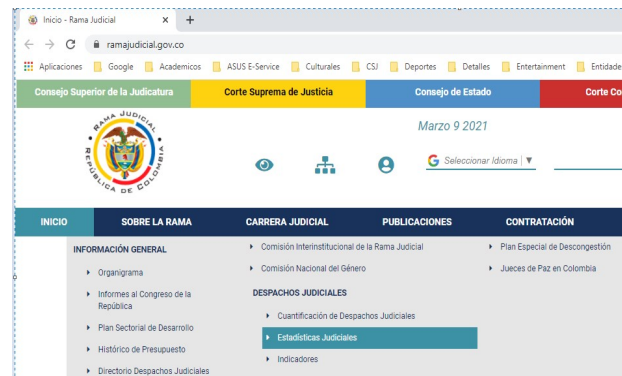 Inicio - Rama Judicial
ramajudicial.gov.co
Aplicaciones Google Academicos ASUS E-Service Culturales CSJ Deportes Detalles Entertainment Entidade
Consejo Superior de la Judicatura Corte Suprema de Justicia Consejo de Estado Corte Co
RAMA JUDICIAL
REPÚBLICA DE COLOMBIA
Marzo 9 2021
G Seleccionar Idioma | ▼
INICIO SOBRE LA RAMA CARRERA JUDICIAL PUBLICACIONES CONTRATACIÓN
INFORMACIÓN GENERAL
Organigrama
Informes al Congreso de la
República
Plan Sectorial de Desarrollo
Histórico de Presupuesto
Directorio Despachos Judiciales
Comisión Interinstitucional de la Rama Judicial
Comisión Nacional del Género
DESPACHOS JUDICIALES
Cuantificación de Despachos Judiciales
Estadísticas Judiciales
Indicadores
Plan Especial de Descongestión
Jueces de Paz en Colombia